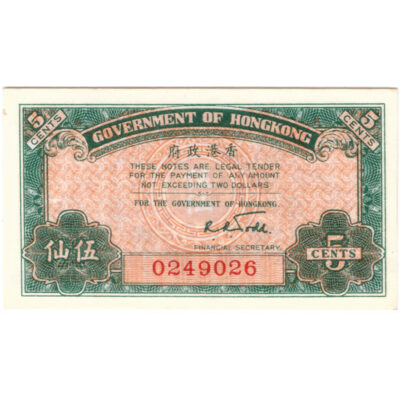 5 CENTS
GOVERNMENT OF HONGKONG
5 CENTS
府政港香
THESE NOTES ARE LEGAL TENDER
FOR THE PAYMENT OF ANY AMOUNT
NOT EXCEEDING TWO DOLLARS
FOR THE GOVERNMENT OF HONGKONG
R.R. Todd
FINANCIAL SECRETARY.
仙伍
5 CENTS
0249026